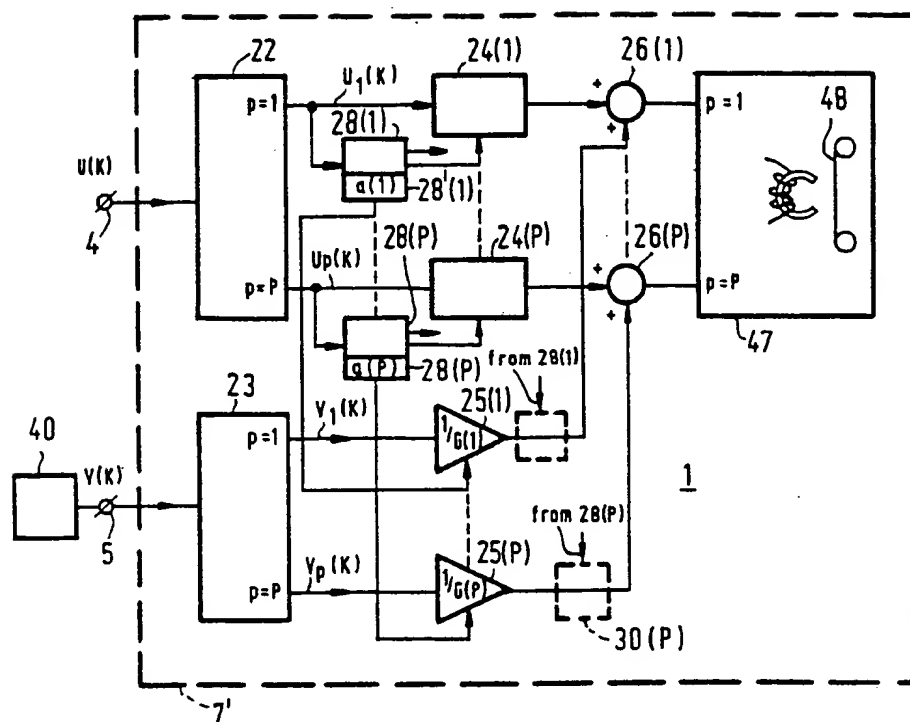 22
24(1)
26(1)
p=1
U₁(K)
+
+
p=1
48
28(1)
U(K)
a(1)
28'(1)
4
28(P)
24(P)
26(P)
Up(K)
+
p=P
p=P
+
a(P)
28(P)
47
from 28(1)
23
V₁(K)
25(1)
p=1
1/G(1)
40
V(K)
1
5
from 28(P)
Vp(K)
25(P)
p=P
1/G(P)
30(P)
7'